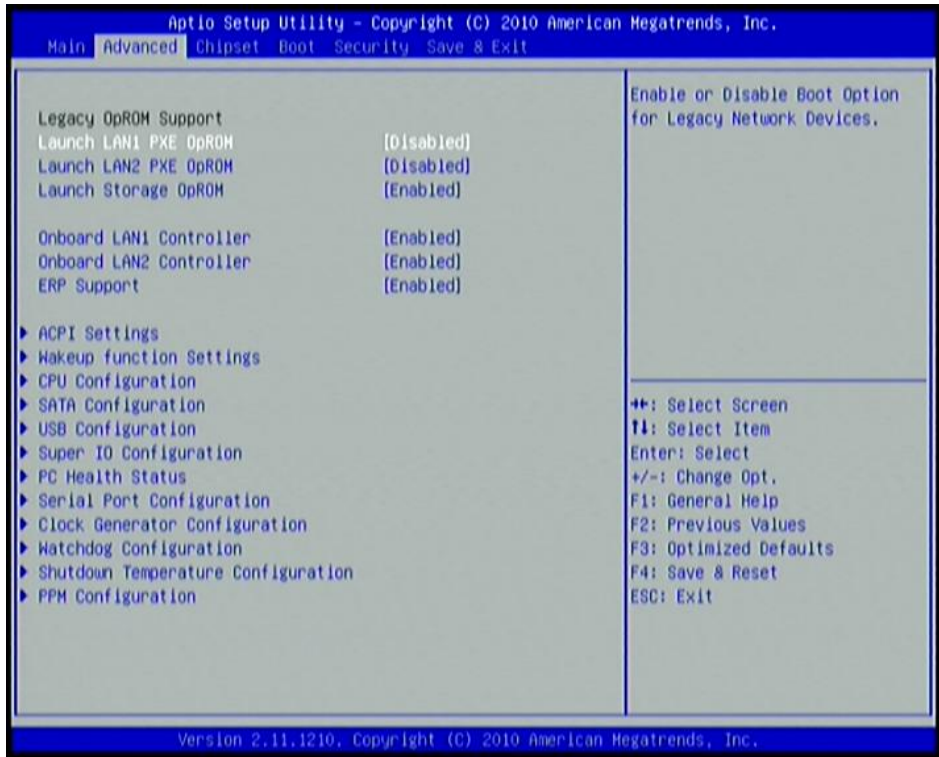 Aptio Setup Utility - Copyright (C) 2010 American Megatrends, Inc.
Main Advanced Chipset Boot Security Save & Exit
Legacy OpROM Support
Launch LAN1 PXE OpROM [Disabled]
Launch LAN2 PXE OpROM [Disabled]
Launch Storage OpROM [Enabled]
Onboard LAN1 Controller [Enabled]
Onboard LAN2 Controller [Enabled]
ERP Support [Enabled]
ACPI Settings
Wakeup function Settings
CPU Configuration
SATA Configuration
USB Configuration
Super IO Configuration
PC Health Status
Serial Port Configuration
Clock Generator Configuration
Watchdog Configuration
Shutdown Temperature Configuration
PPM Configuration
Enable or Disable Boot Option
for Legacy Network Devices.
→←: Select Screen
↑↓: Select Item
Enter: Select
+/-: Change Opt.
F1: General Help
F2: Previous Values
F3: Optimized Defaults
F4: Save & Reset
ESC: Exit
Version 2.11.1210. Copyright (C) 2010 American Megatrends, Inc.